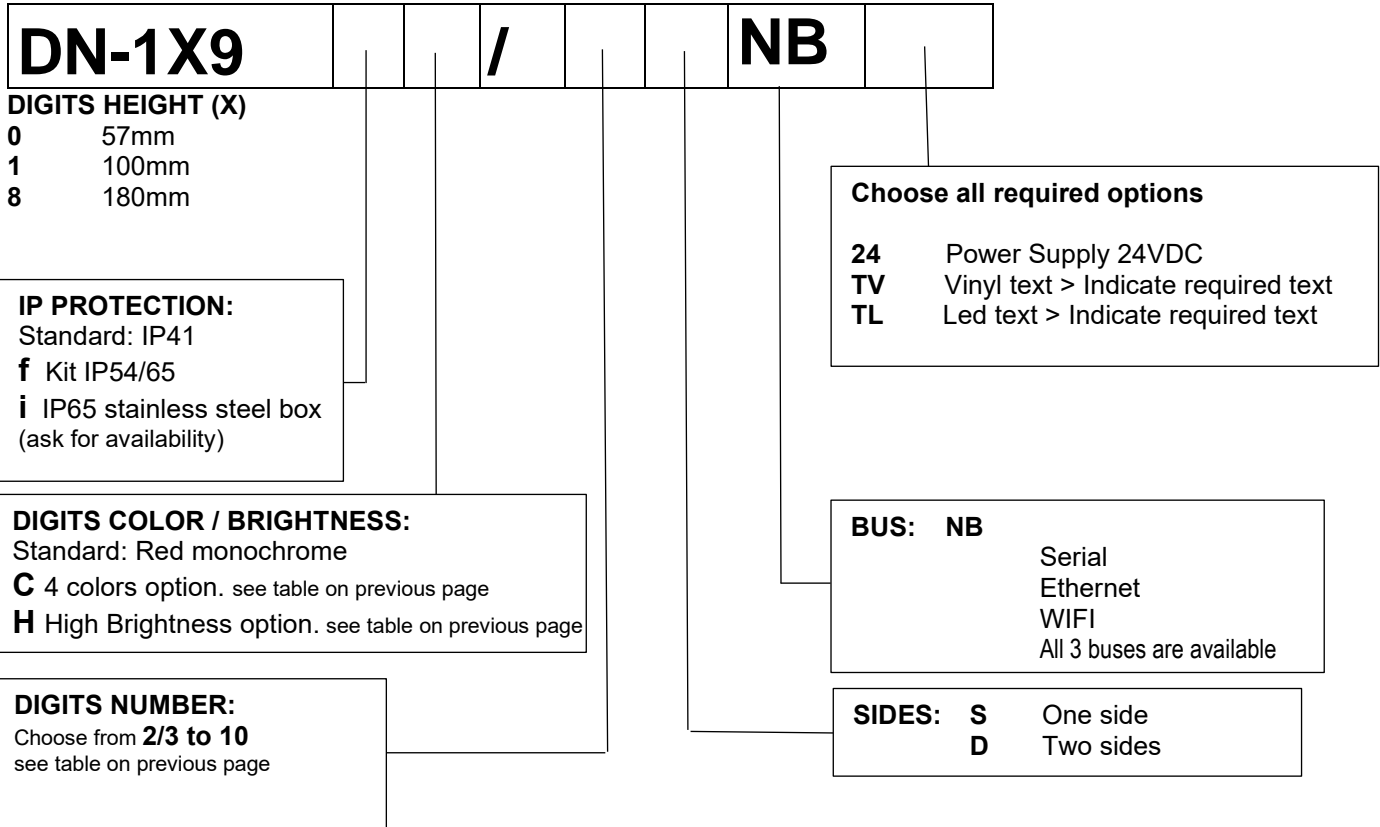 DN-1X9 / NB
DIGITS HEIGHT (X)
0 57mm
1 100mm
8 180mm
IP PROTECTION:
Standard: IP41
f Kit IP54/65
i IP65 stainless steel box
(ask for availability)
DIGITS COLOR / BRIGHTNESS:
Standard: Red monochrome
C 4 colors option. see table on previous page
H High Brightness option. see table on previous page
DIGITS NUMBER:
Choose from 2/3 to 10
see table on previous page
Choose all required options
24 Power Supply 24VDC
TV Vinyl text > Indicate required text
TL Led text > Indicate required text
BUS: NB
Serial
Ethernet
WIFI
All 3 buses are available
SIDES: S One side
D Two sides